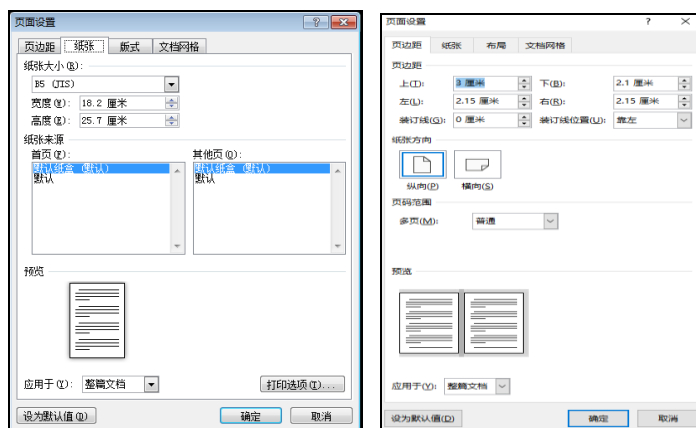 页面设置
页边距 纸张 版式 文档网格
纸张大小(R):
B5 (JIS)
宽度(W): 18.2 厘米
高度(E): 25.7 厘米
纸张来源
首页(F): 其他页(O):
默认纸盒 (默认) 默认纸盒 (默认)
默认 默认
预览
应用于(Y): 整篇文档 打印选项(T)...
设为默认值(D) 确定 取消
页面设置 ? ×
页边距 纸张 布局 文档网格
页边距
上(T): 3 厘米 下(B): 2.1 厘米
左(L): 2.15 厘米 右(R): 2.15 厘米
装订线(G): 0 厘米 装订线位置(U): 靠左
纸张方向
纵向(P) 横向(S)
页码范围
多页(M): 普通
预览
应用于(Y): 整篇文档
设为默认值(D) 确定 取消